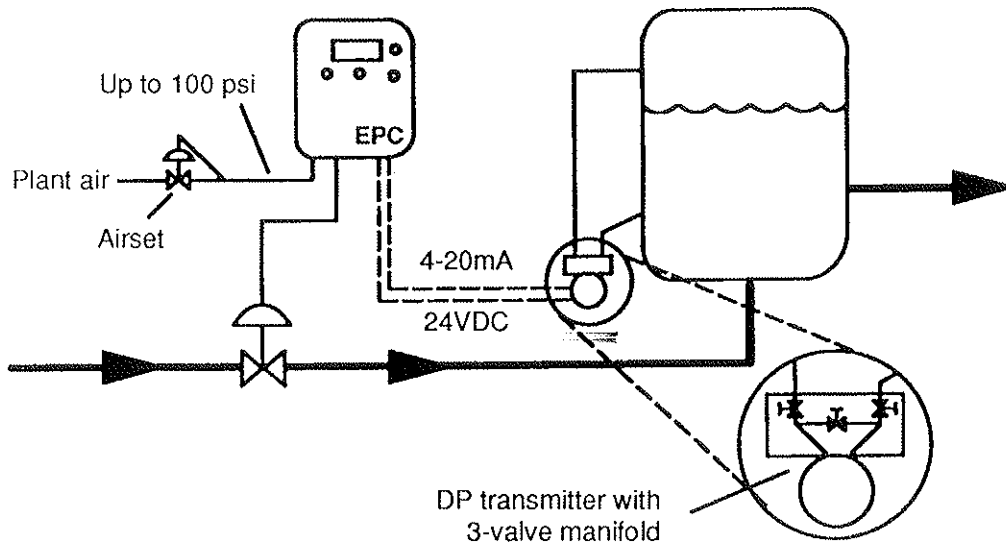 Up to 100 psi
EPC
Plant air
Airset
4-20mA
24VDC
DP transmitter with
3-valve manifold